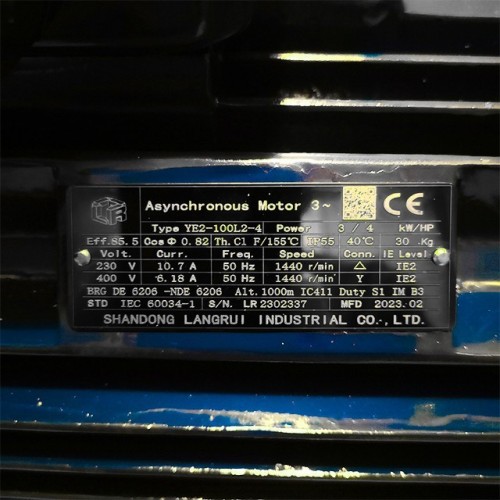 LR
Asynchronous Motor 3~ CE
Type YE2-100L2-4 Power 3 / 4 kW/HP
Eff. 85.5 Cos Φ 0.82 Th. Cl F/155℃ IP55 40℃ 30 .Kg
Volt. Curr. Freq. Speed Conn. IE Level
230 V 10.7 A 50 Hz 1440 r/min △ IE2
400 V 6.18 A 50 Hz 1440 r/min Y IE2
BRG DE 6206 -NDE 6206 Alt. 1000m IC411 Duty S1 IM B3
STD IEC 60034-1 S/N. LR 2302337 MFD 2023.02
SHANDONG LANGRUI INDUSTRIAL CO., LTD.